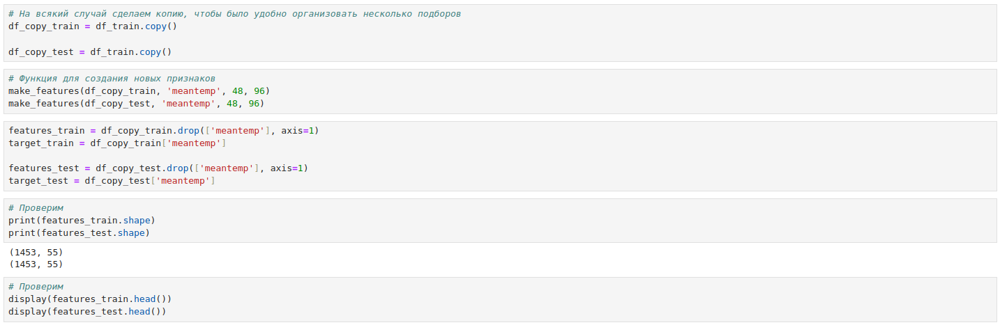 # На всякий случай сделаем копию, чтобы было удобно организовать несколько подборов
df_copy_train = df_train.copy()
df_copy_test = df_train.copy()
# Функция для создания новых признаков
make_features(df_copy_train, 'meantemp', 48, 96)
make_features(df_copy_test, 'meantemp', 48, 96)
features_train = df_copy_train.drop(['meantemp'], axis=1)
target_train = df_copy_train['meantemp']
features_test = df_copy_test.drop(['meantemp'], axis=1)
target_test = df_copy_test['meantemp']
# Проверим
print(features_train.shape)
print(features_test.shape)
(1453, 55)
(1453, 55)
# Проверим
display(features_train.head())
display(features_test.head())